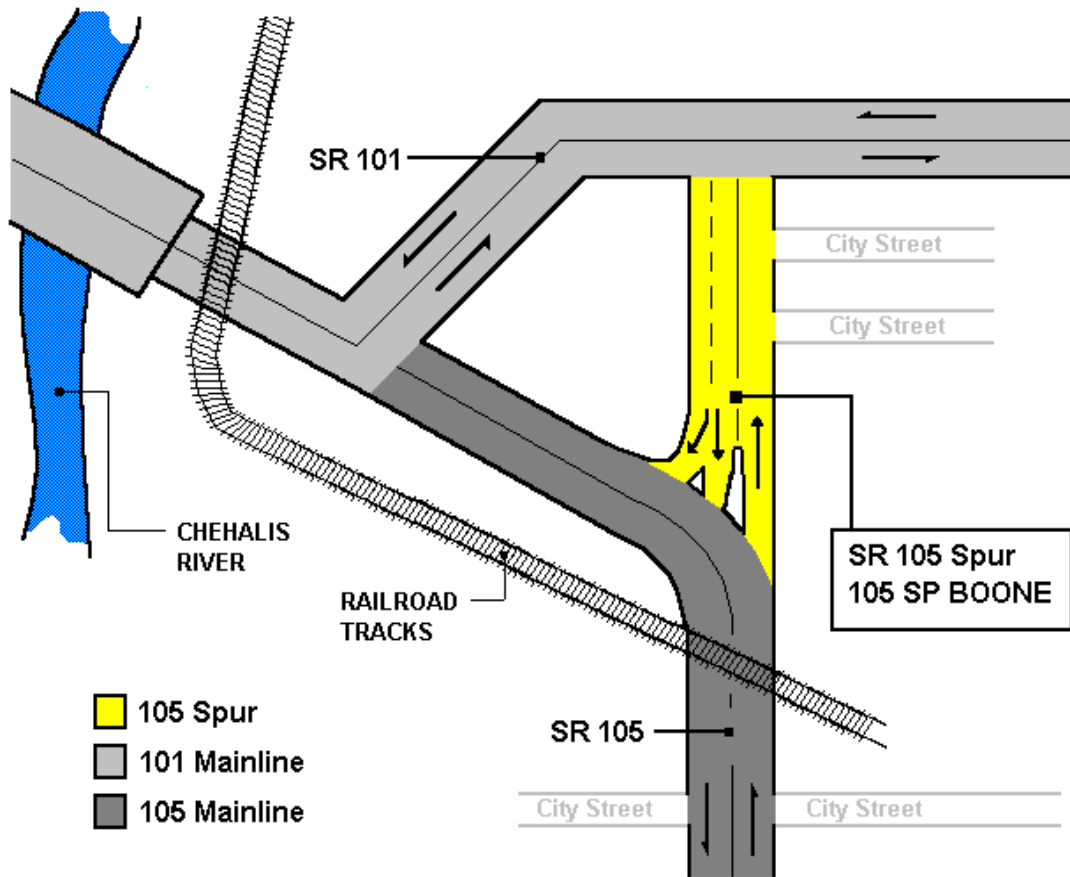 SR 101
City Street
City Street
CHEHALIS
RIVER
SR 105 Spur
105 SP BOONE
RAILROAD
TRACKS
105 Spur
101 Mainline
105 Mainline
SR 105
City Street
City Street